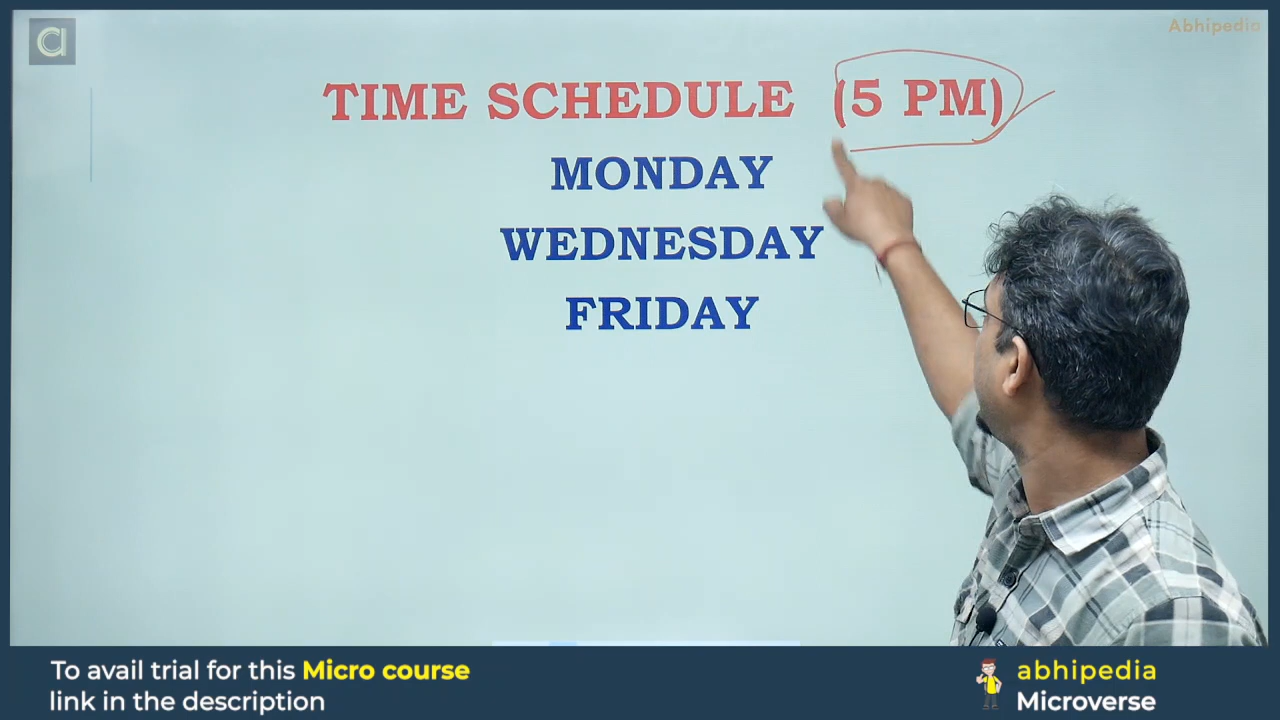 Abhipedia
TIME SCHEDULE (5 PM)
MONDAY
WEDNESDAY
FRIDAY
To avail trial for this Micro course
link in the description
abhipedia
Microverse